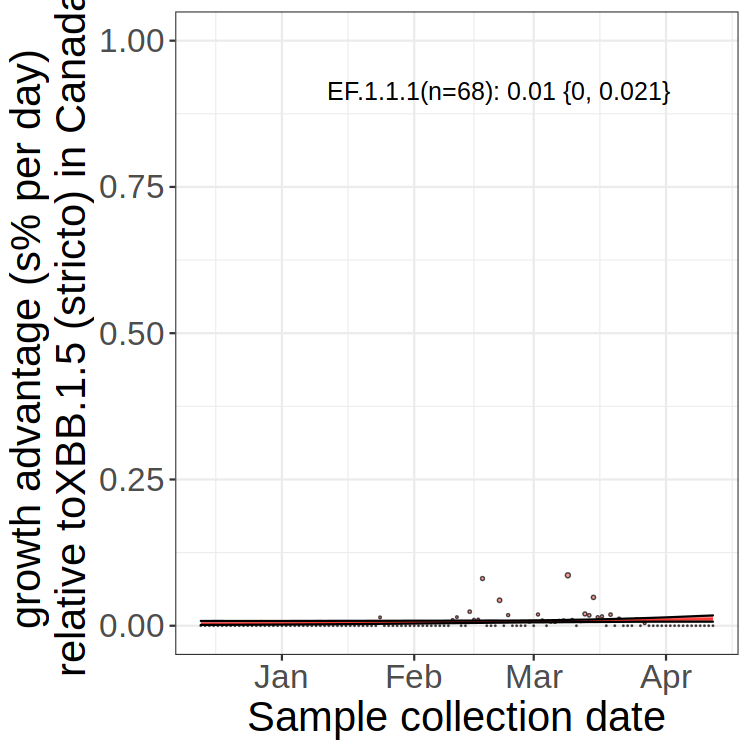 growth advantage (s% per day)
relative toXBB.1.5 (stricto) in Canada
1.00
0.75
0.50
0.25
0.00
EF.1.1.1(n=68): 0.01 {0, 0.021}
Jan Feb Mar Apr
Sample collection date